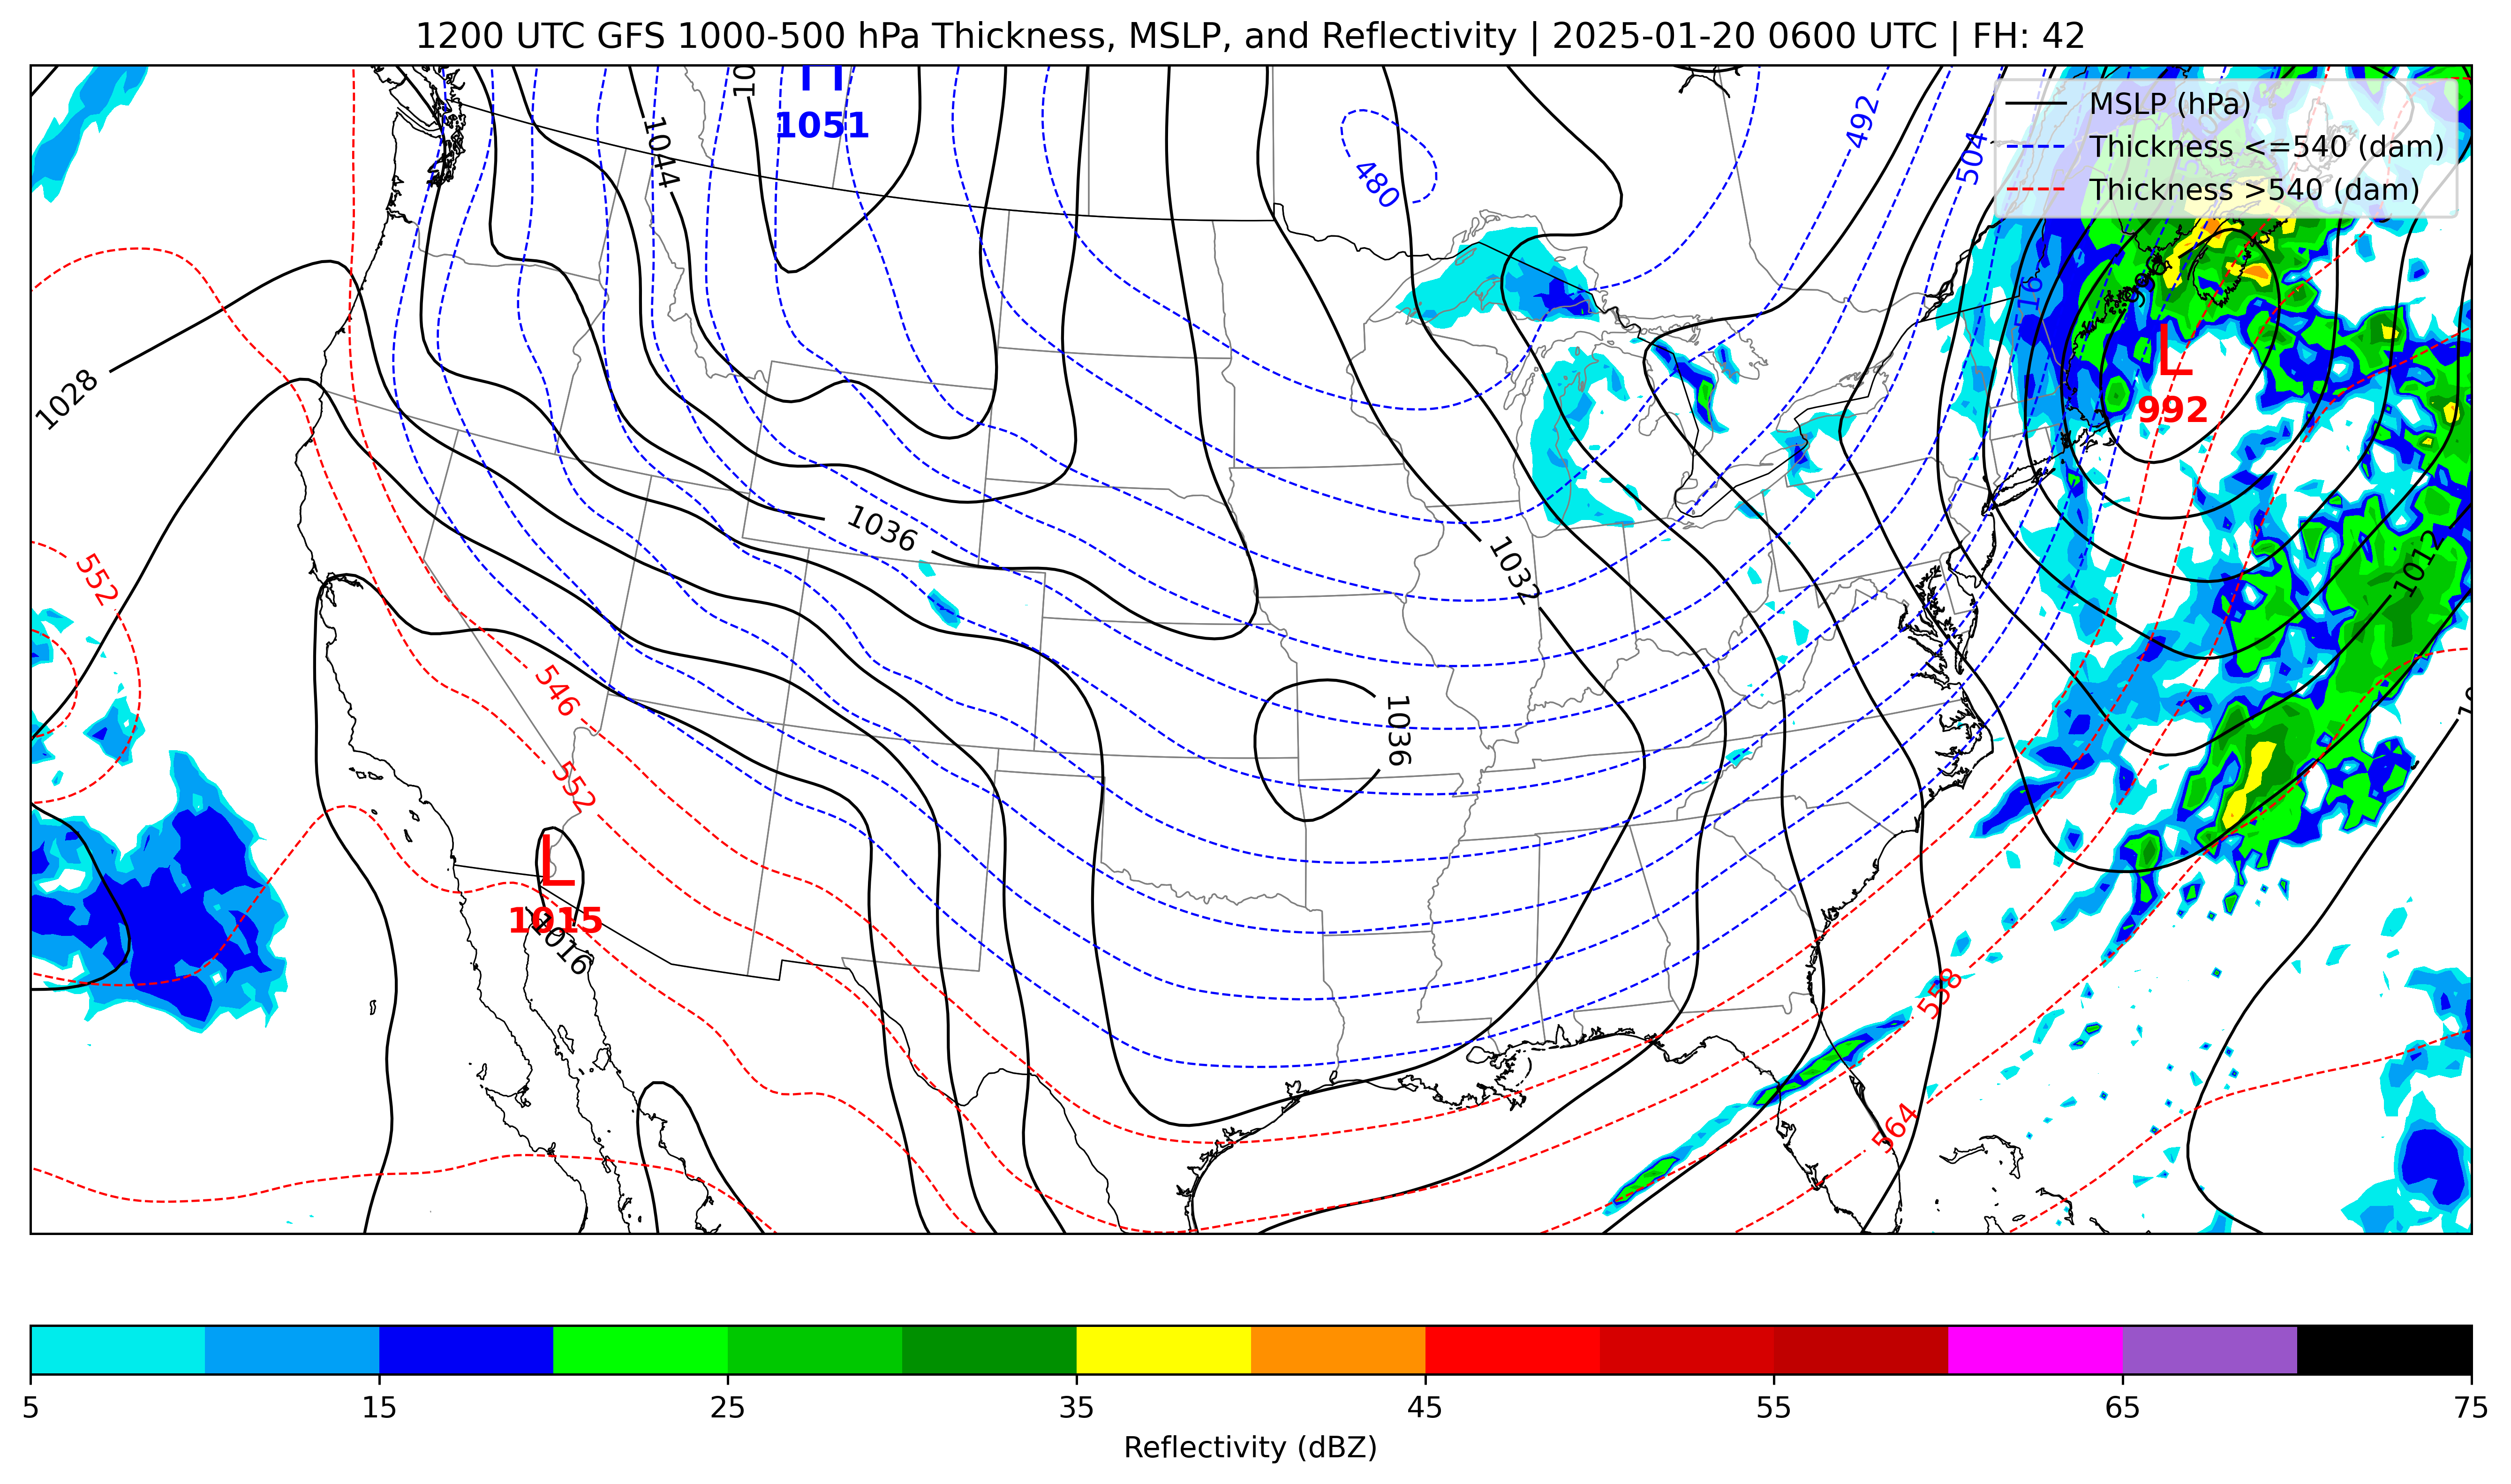 1200 UTC GFS 1000-500 hPa Thickness, MSLP, and Reflectivity | 2025-01-20 0600 UTC | FH: 42
MSLP (hPa)
Thickness <=540 (dam)
Thickness >540 (dam)
10
H
1051
1044
480
492
504
516
996
L
992
1028
1036
1032
1012
552
546
552
1036
L
1015
1016
558
564
5 15 25 35 45 55 65 75
Reflectivity (dBZ)